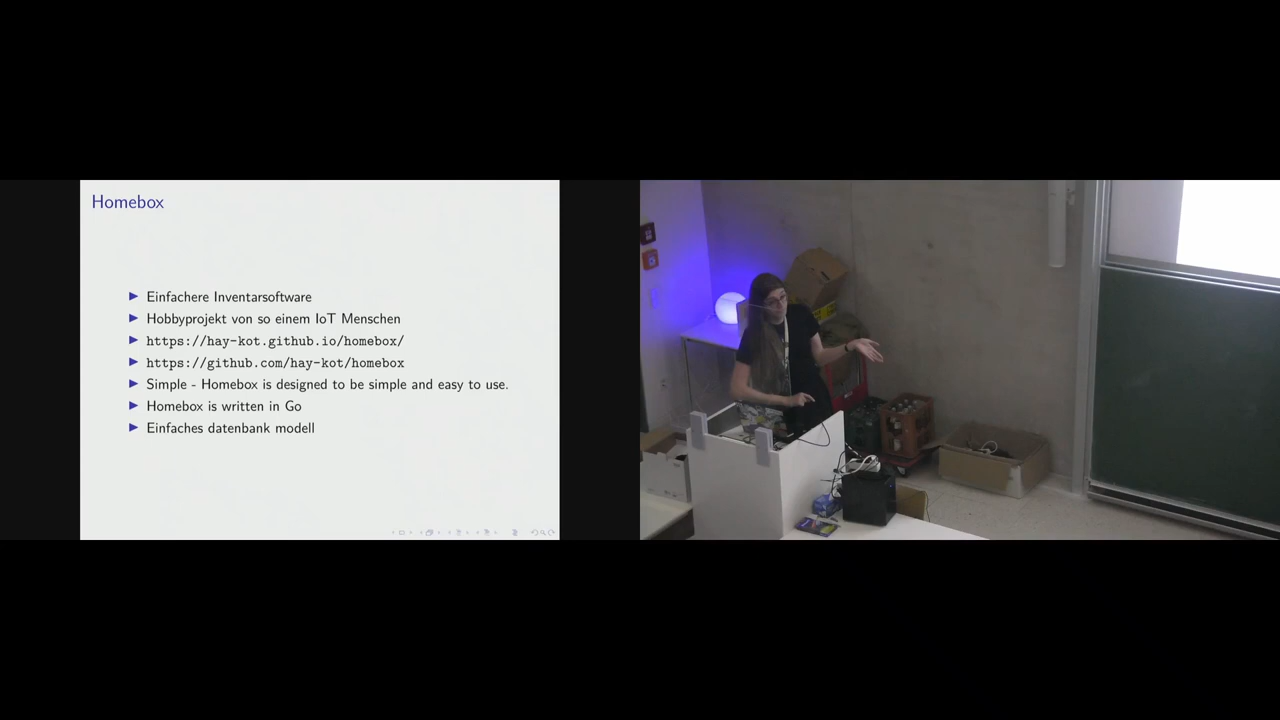 Homebox
Einfachere Inventarsoftware
Hobbyprojekt von so einem IoT Menschen
https://hay-kot.github.io/homebox/
https://github.com/hay-kot/homebox
Simple - Homebox is designed to be simple and easy to use.
Homebox is written in Go
Einfaches datenbank modell